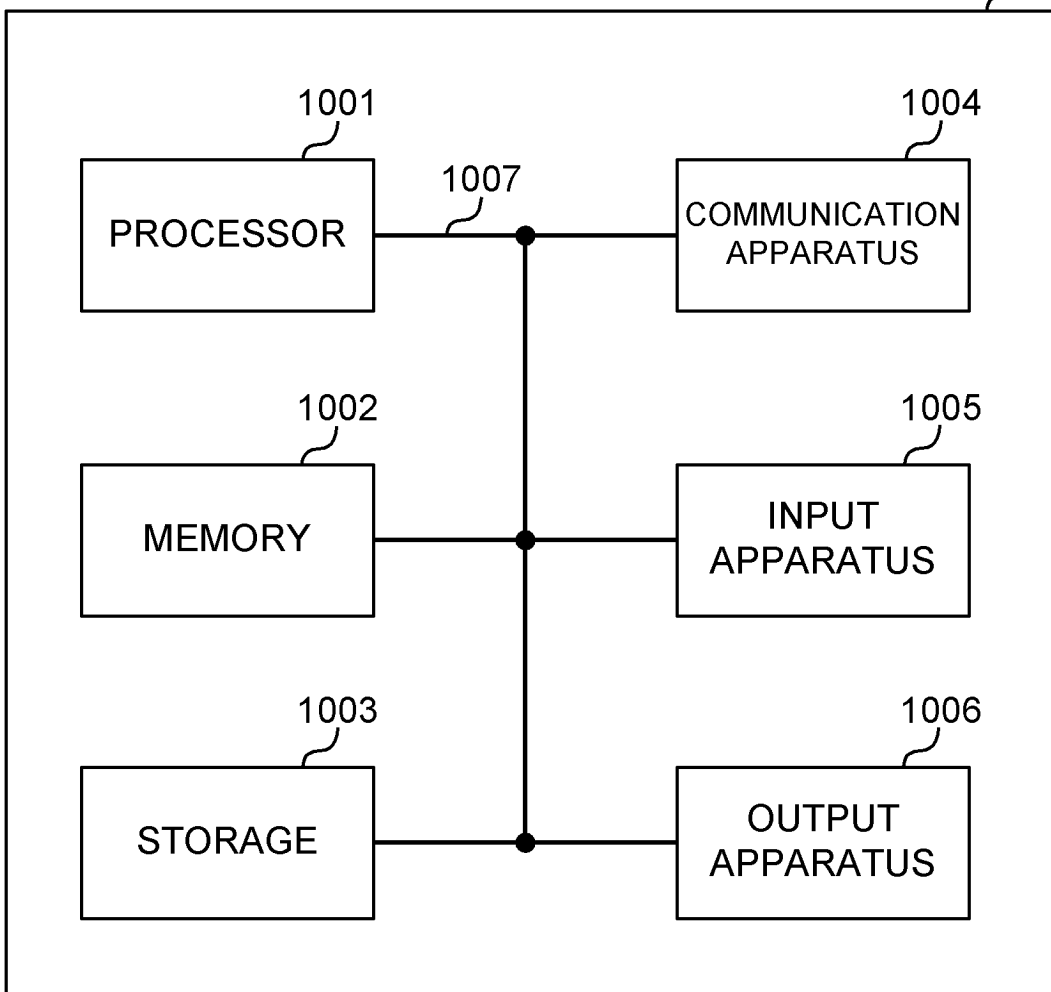 1001
PROCESSOR
1007
1004
COMMUNICATION
APPARATUS
1002
MEMORY
1005
INPUT
APPARATUS
1003
STORAGE
1006
OUTPUT
APPARATUS